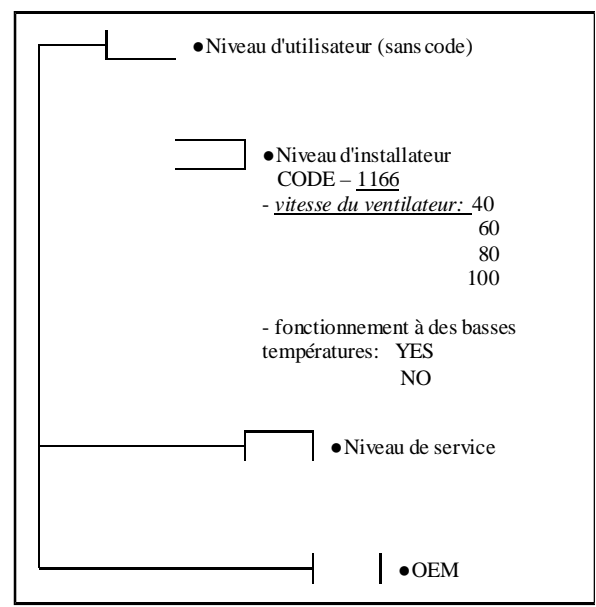 ●Niveau d'utilisateur (sans code)
●Niveau d'installateur
CODE – 1166
- vitesse du ventilateur: 40
60
80
100
- fonctionnement à des basses
températures: YES
NO
●Niveau de service
●OEM